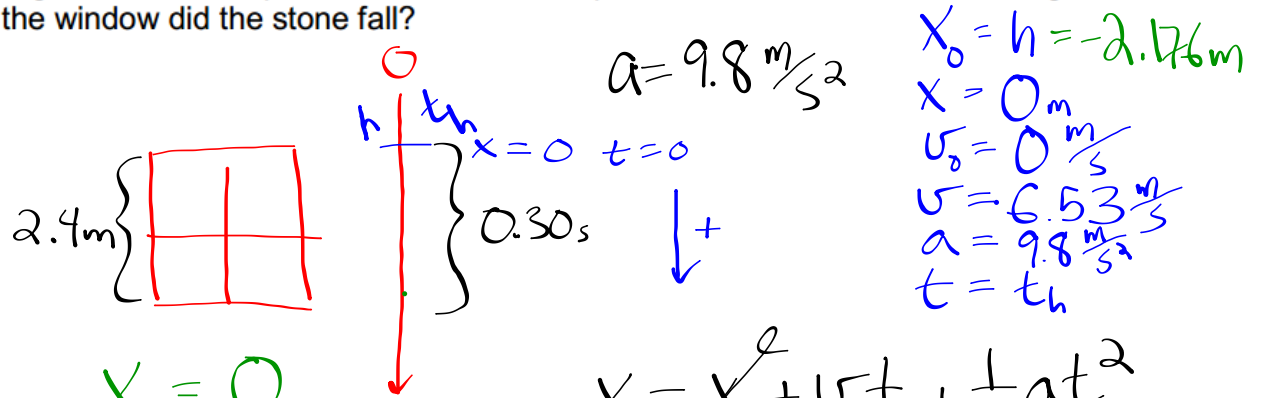 the window did the stone fall?
0
a = 9.8 m/s²
x₀ = h = -2.176m
x = 0 m
h
t_h
x = 0 t = 0
v₀ = 0 m/s
2.4m
0.30s
+
v = 6.53 m/s
a = 9.8 m/s²
t = t_h